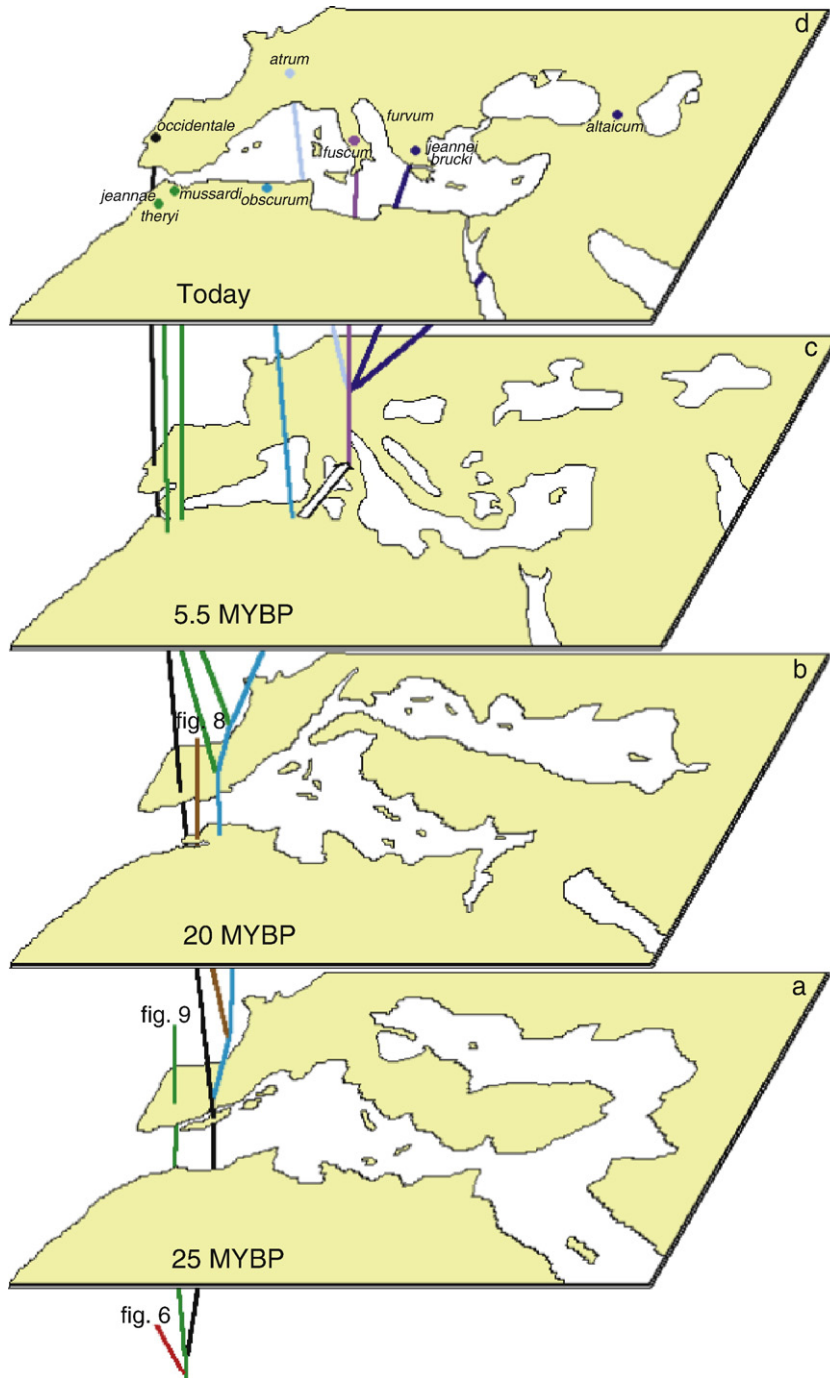 d
atrum
occidentale
furvum
altaicum
fuscum
jeannei
brucki
jeannae
mussardi
obscurum
theryi
Today
c
5.5 MYBP
b
fig. 8
20 MYBP
a
fig. 9
25 MYBP
fig. 6